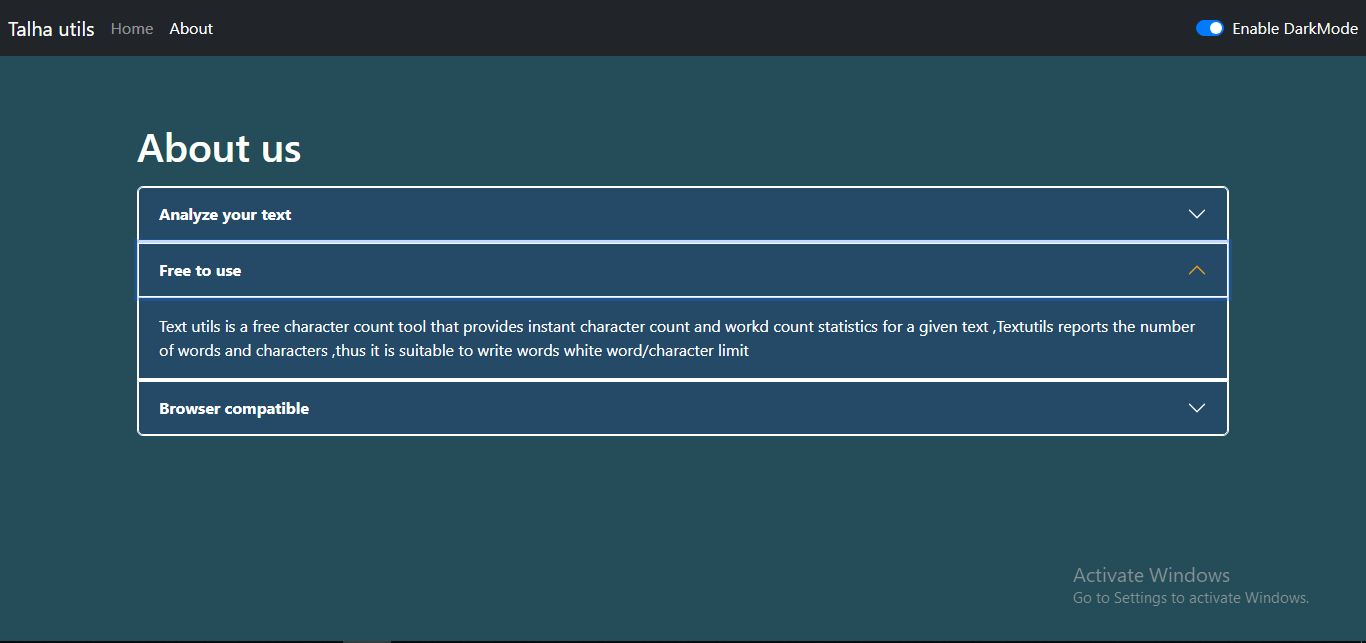 Talha utils Home About Enable DarkMode
About us
Analyze your text
Free to use
Text utils is a free character count tool that provides instant character count and workd count statistics for a given text ,Textutils reports the number
of words and characters ,thus it is suitable to write words white word/character limit
Browser compatible
Activate Windows
Go to Settings to activate Windows.